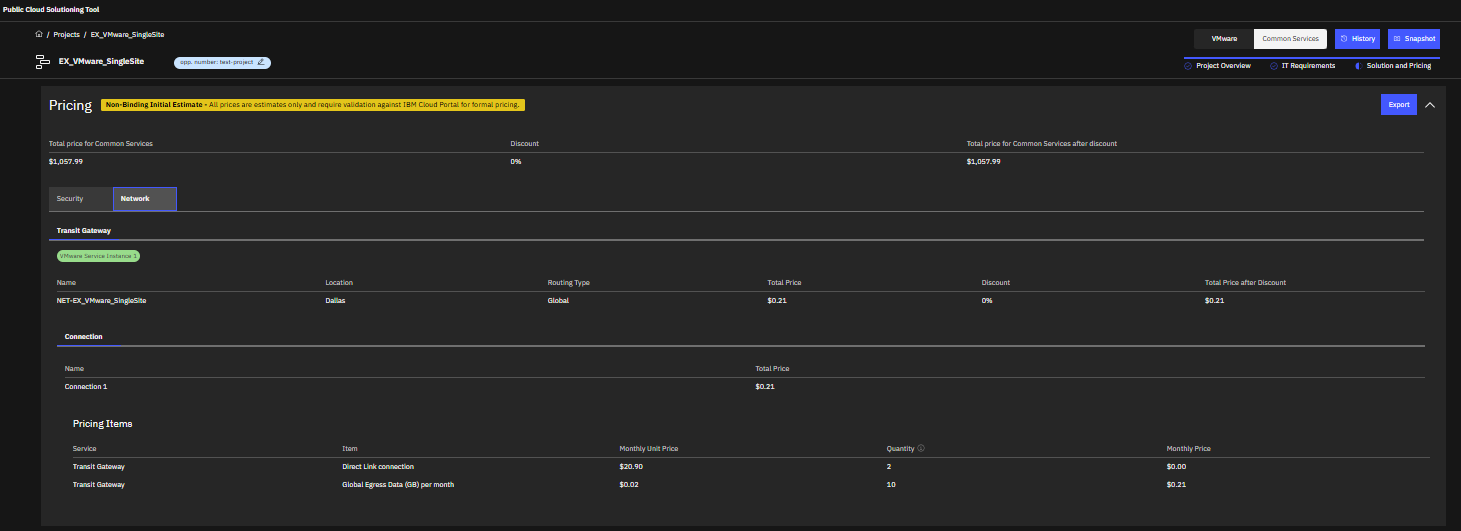 Public Cloud Solutioning Tool
/ Projects / EX_VMware_SingleSite
VMware Common Services History Snapshot
EX_VMware_SingleSite opp. number: test-project
Project Overview IT Requirements Solution and Pricing
Pricing Non-Binding Initial Estimate - All prices are estimates only and require validation against IBM Cloud Portal for formal pricing. Export
Total price for Common Services Discount Total price for Common Services after discount
$1,057.99 0% $1,057.99
Security Network
Transit Gateway
VMware Service Instance 1
Name Location Routing Type Total Price Discount Total Price after Discount
NET-EX_VMware_SingleSite Dallas Global $0.21 0% $0.21
Connection
Name Total Price
Connection 1 $0.21
Pricing Items
Service Item Monthly Unit Price Quantity Monthly Price
Transit Gateway Direct Link connection $20.90 2 $0.00
Transit Gateway Global Egress Data (GB) per month $0.02 10 $0.21